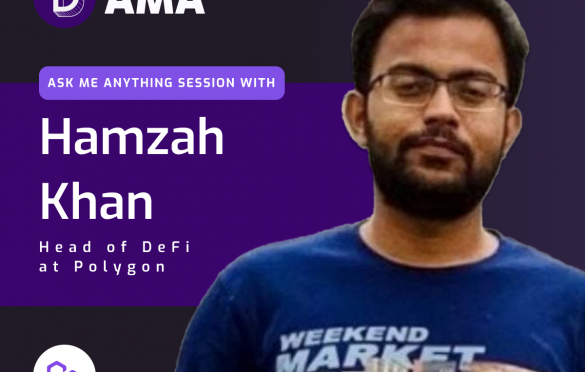 D AMA
ASK ME ANYTHING SESSION WITH
Hamzah
Khan
Head of DeFi
at Polygon
WEEKEND
MARKET